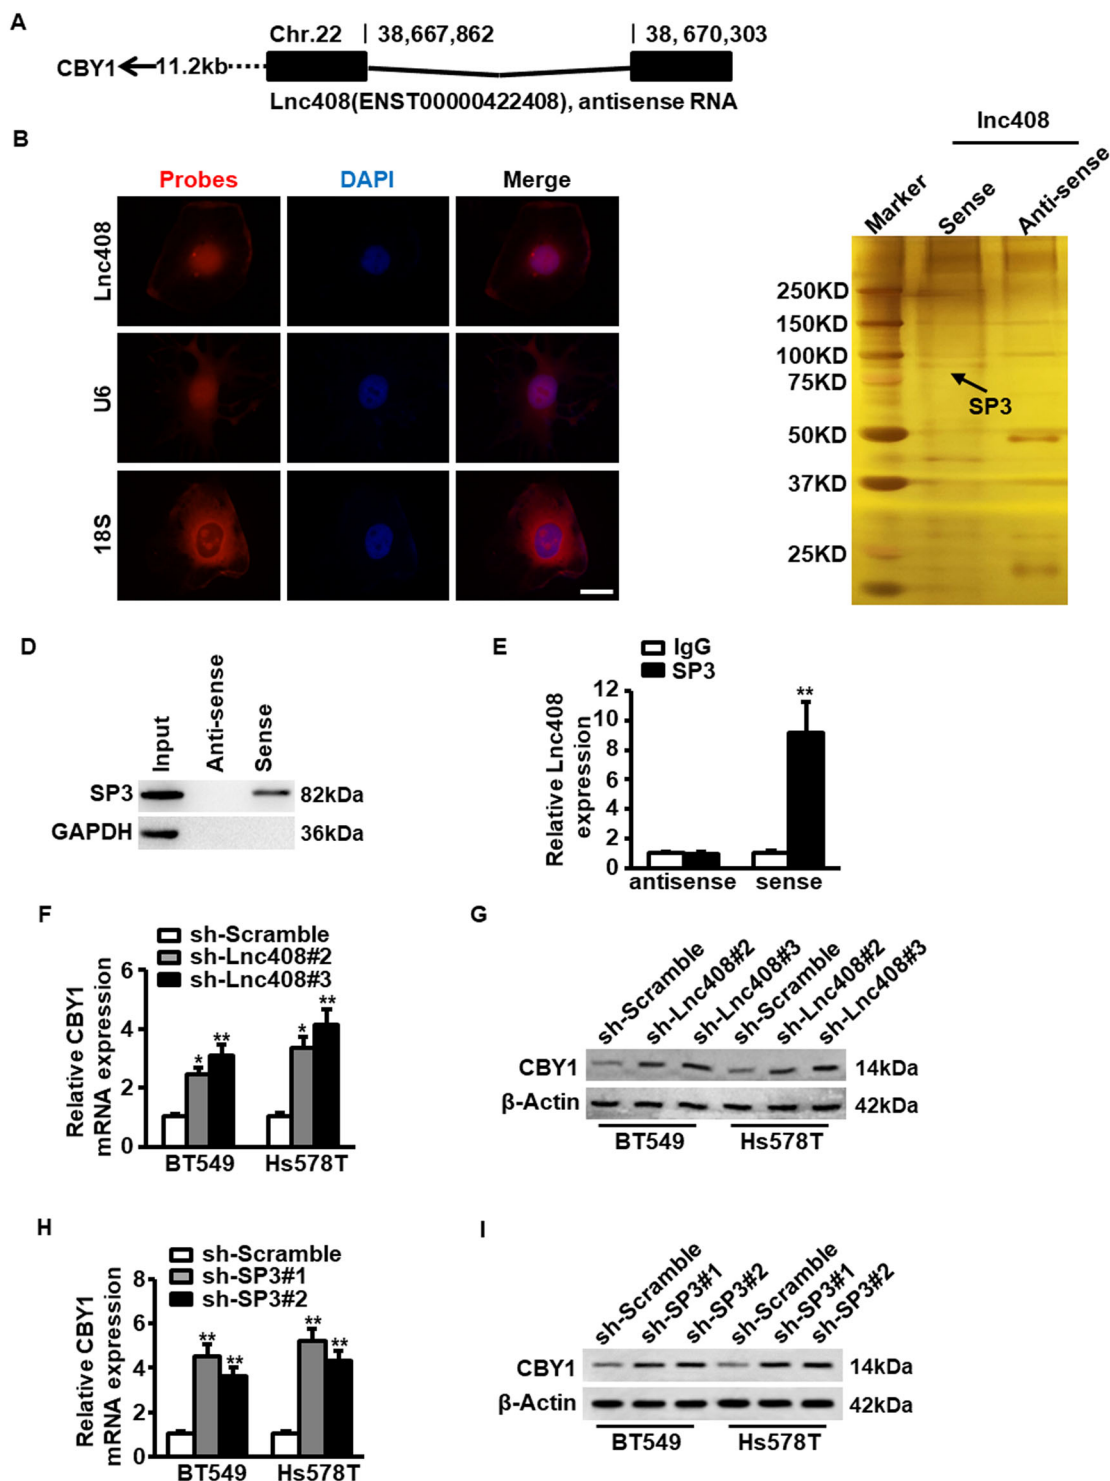 A
Chr.22 | 38,667,862 | 38, 670,303
CBY1 11.2kb
Lnc408(ENST00000422408), antisense RNA
B
Probes DAPI Merge
Lnc408
U6
18S
lnc408
Marker Sense Anti-sense
250KD
150KD
100KD
75KD
SP3
50KD
37KD
25KD
D
Input Anti-sense Sense
SP3 82kDa
GAPDH 36kDa
E
IgG
SP3
Relative Lnc408
expression
12
10
8
6
4
2
0
**
antisense sense
F
sh-Scramble
sh-Lnc408#2
sh-Lnc408#3
Relative CBY1
mRNA expression
6
4
2
0
* ** * **
BT549 Hs578T
G
sh-Scramble sh-Lnc408#2 sh-Lnc408#3 sh-Scramble sh-Lnc408#2 sh-Lnc408#3
CBY1 14kDa
β-Actin 42kDa
BT549 Hs578T
H
sh-Scramble
sh-SP3#1
sh-SP3#2
Relative CBY1
mRNA expression
8
6
4
2
0
** ** ** **
BT549 Hs578T
I
sh-Scramble sh-SP3#1 sh-SP3#2 sh-Scramble sh-SP3#1 sh-SP3#2
CBY1 14kDa
β-Actin 42kDa
BT549 Hs578T